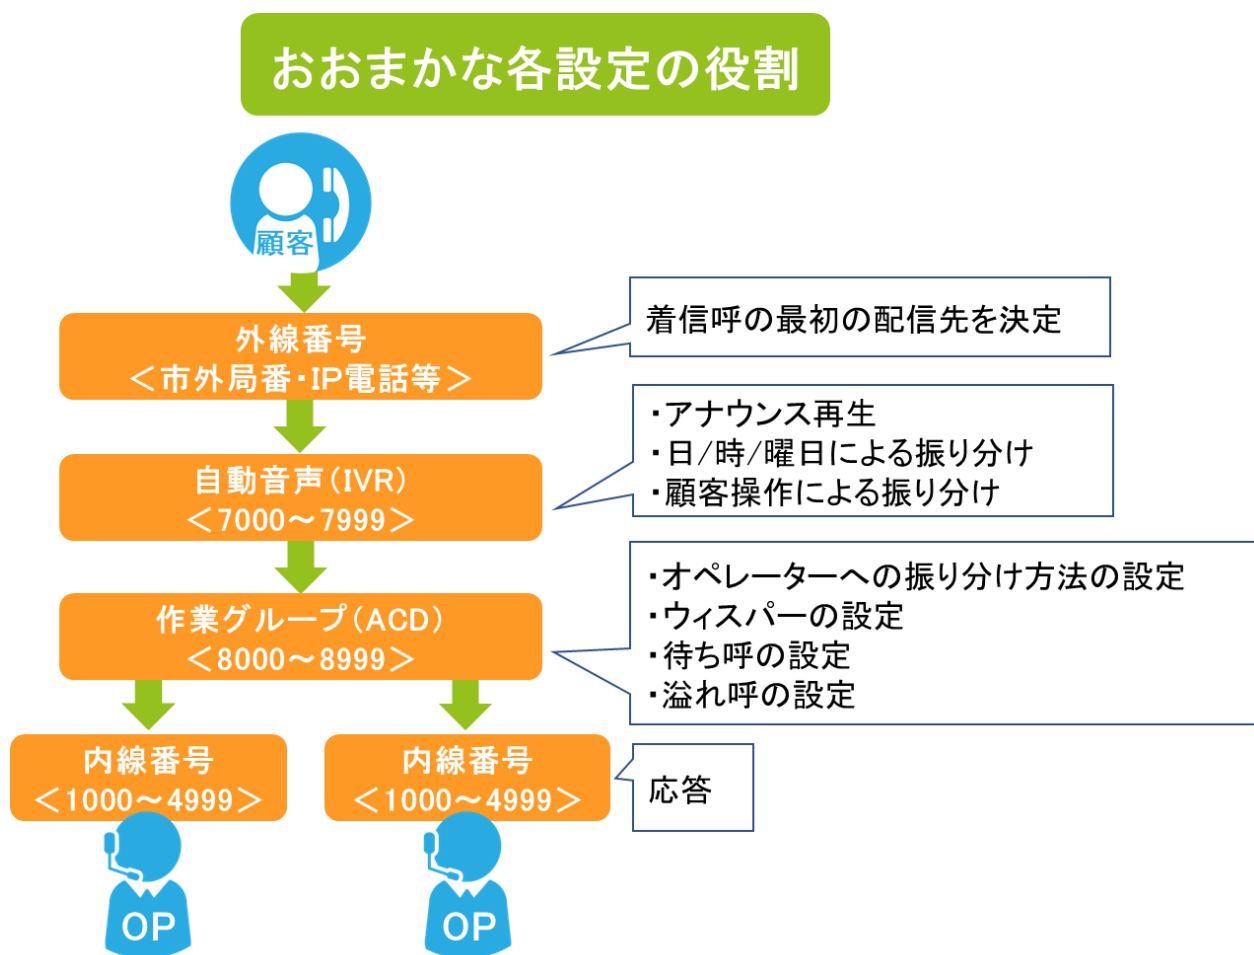 おおまかな各設定の役割
顧客
外線番号
＜市外局番・IP電話等＞
着信呼の最初の配信先を決定
自動音声（IVR）
＜7000～7999＞
・アナウンス再生
・日/時/曜日による振り分け
・顧客操作による振り分け
作業グループ（ACD）
＜8000～8999＞
・オペレーターへの振り分け方法の設定
・ウィスパーの設定
・待ち呼の設定
・溢れ呼の設定
内線番号
＜1000～4999＞
内線番号
＜1000～4999＞
応答
OP
OP